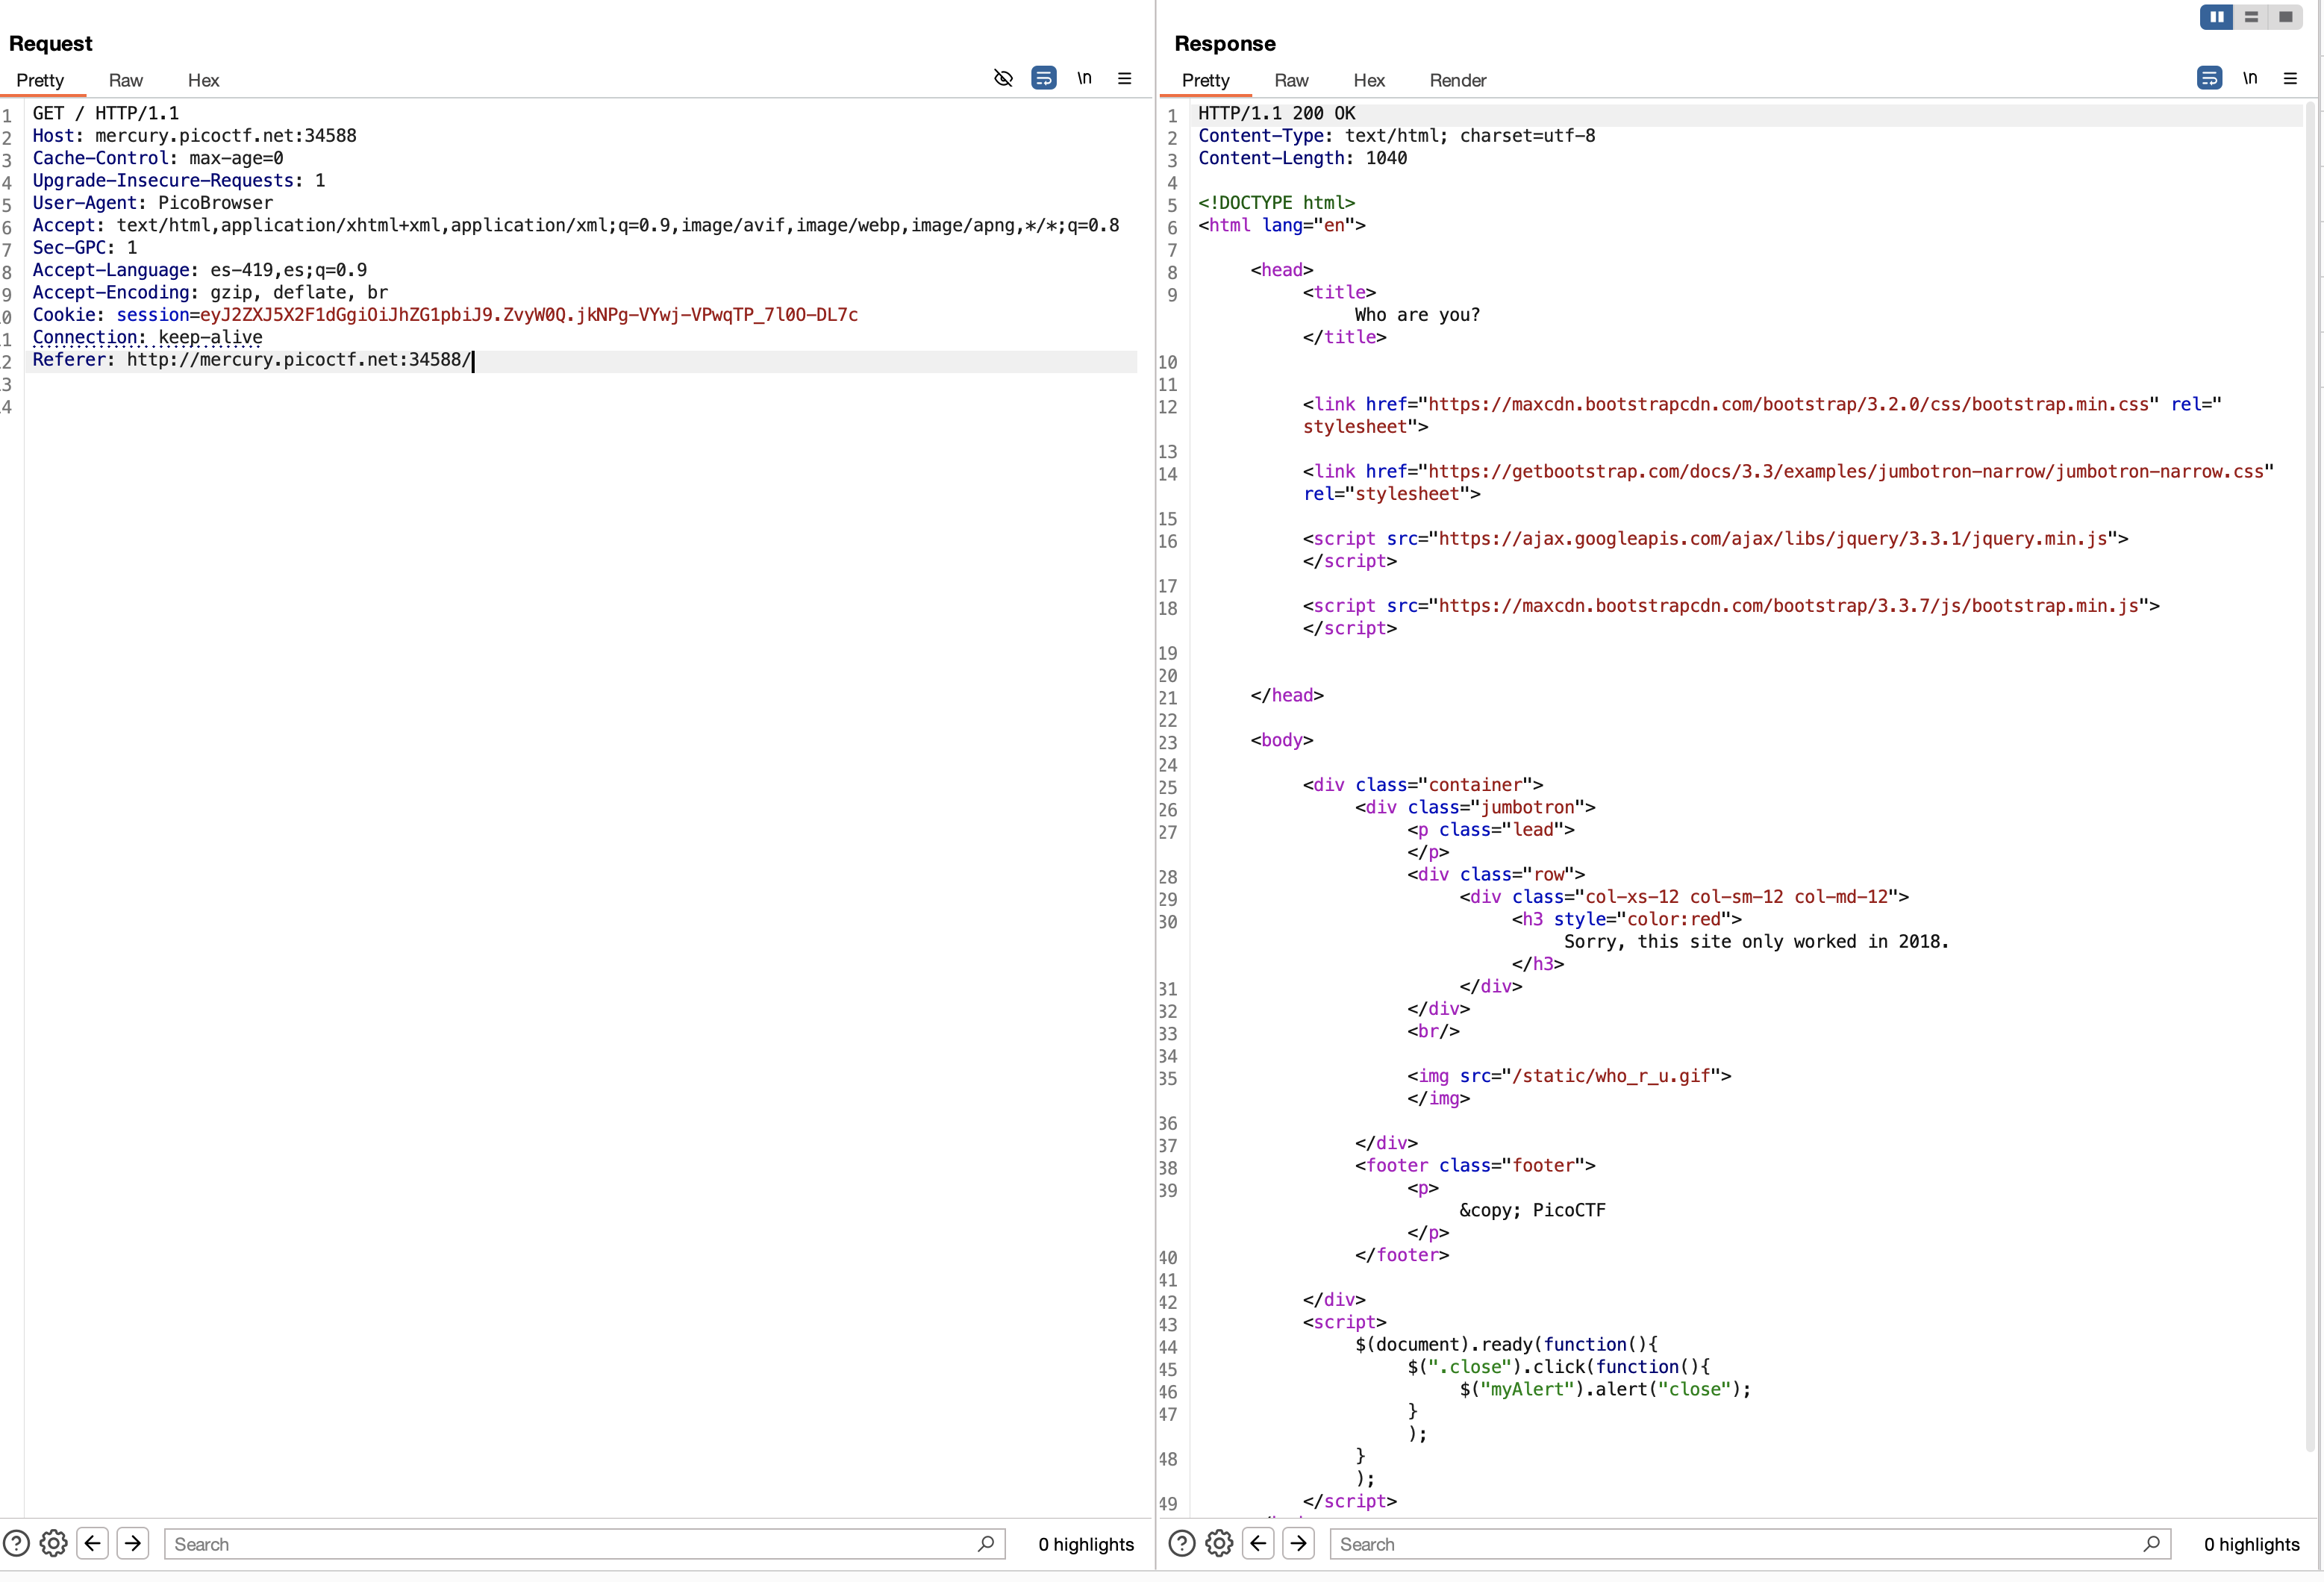 Request
Pretty Raw Hex \n
1 GET / HTTP/1.1
2 Host: mercury.picoctf.net:34588
3 Cache-Control: max-age=0
4 Upgrade-Insecure-Requests: 1
5 User-Agent: PicoBrowser
6 Accept: text/html,application/xhtml+xml,application/xml;q=0.9,image/avif,image/webp,image/apng,*/*;q=0.8
7 Sec-GPC: 1
8 Accept-Language: es-419,es;q=0.9
9 Accept-Encoding: gzip, deflate, br
0 Cookie: session=eyJ2ZXJ5X2F1dGgiOiJhZG1pbiJ9.ZvyW0Q.jkNPg-VYwj-VPwqTP_7l0O-DL7c
1 Connection: keep-alive
2 Referer: http://mercury.picoctf.net:34588/
3
4
Search 0 highlights
Response
Pretty Raw Hex Render \n
1 HTTP/1.1 200 OK
2 Content-Type: text/html; charset=utf-8
3 Content-Length: 1040
4
5 <!DOCTYPE html>
6 <html lang="en">
7
8 <head>
9 <title>
Who are you?
</title>
10
11
12 <link href="https://maxcdn.bootstrapcdn.com/bootstrap/3.2.0/css/bootstrap.min.css" rel="
stylesheet">
13
14 <link href="https://getbootstrap.com/docs/3.3/examples/jumbotron-narrow/jumbotron-narrow.css"
rel="stylesheet">
15
16 <script src="https://ajax.googleapis.com/ajax/libs/jquery/3.3.1/jquery.min.js">
</script>
17
18 <script src="https://maxcdn.bootstrapcdn.com/bootstrap/3.3.7/js/bootstrap.min.js">
</script>
19
20
21 </head>
22
23 <body>
24
25 <div class="container">
26 <div class="jumbotron">
27 <p class="lead">
</p>
28 <div class="row">
29 <div class="col-xs-12 col-sm-12 col-md-12">
30 <h3 style="color:red">
Sorry, this site only worked in 2018.
</h3>
31 </div>
32 </div>
33 <br/>
34
35 <img src="/static/who_r_u.gif">
</img>
36
37 </div>
38 <footer class="footer">
39 <p>
&copy; PicoCTF
</p>
40 </footer>
41
42 </div>
43 <script>
44 $(document).ready(function(){
45 $(".close").click(function(){
46 $("myAlert").alert("close");
47 }
);
48 }
);
49 </script>
Search 0 highlights